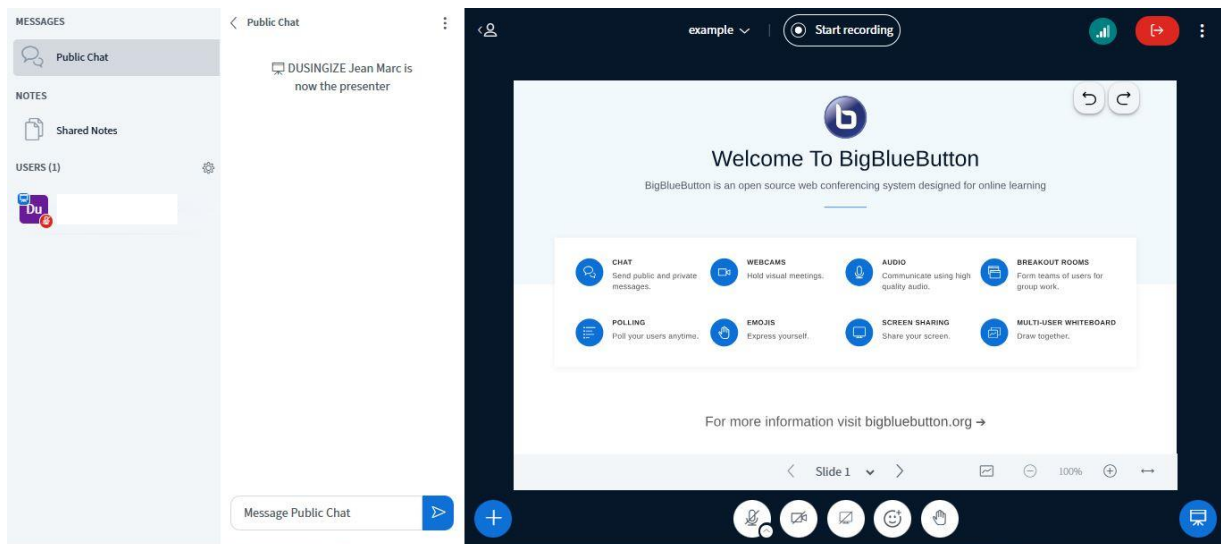 MESSAGES
Public Chat
NOTES
Shared Notes
USERS (1)
Du
Public Chat
DUSINGIZE Jean Marc is
now the presenter
Message Public Chat
example
Start recording
b
Welcome To BigBlueButton
BigBlueButton is an open source web conferencing system designed for online learning
CHAT
Send public and private
messages.
WEBCAMS
Hold visual meetings.
AUDIO
Communicate using high
quality audio.
BREAKOUT ROOMS
Form teams of users for
group work.
POLLING
Poll your users anytime.
EMOJIS
Express yourself.
SCREEN SHARING
Share your screen.
MULTI-USER WHITEBOARD
Draw together.
For more information visit bigbluebutton.org →
Slide 1
100%